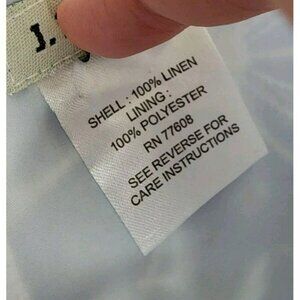 I.
SHELL : 100% LINEN
LINING :
100% POLYESTER
RN 77608
SEE REVERSE FOR
CARE INSTRUCTIONS